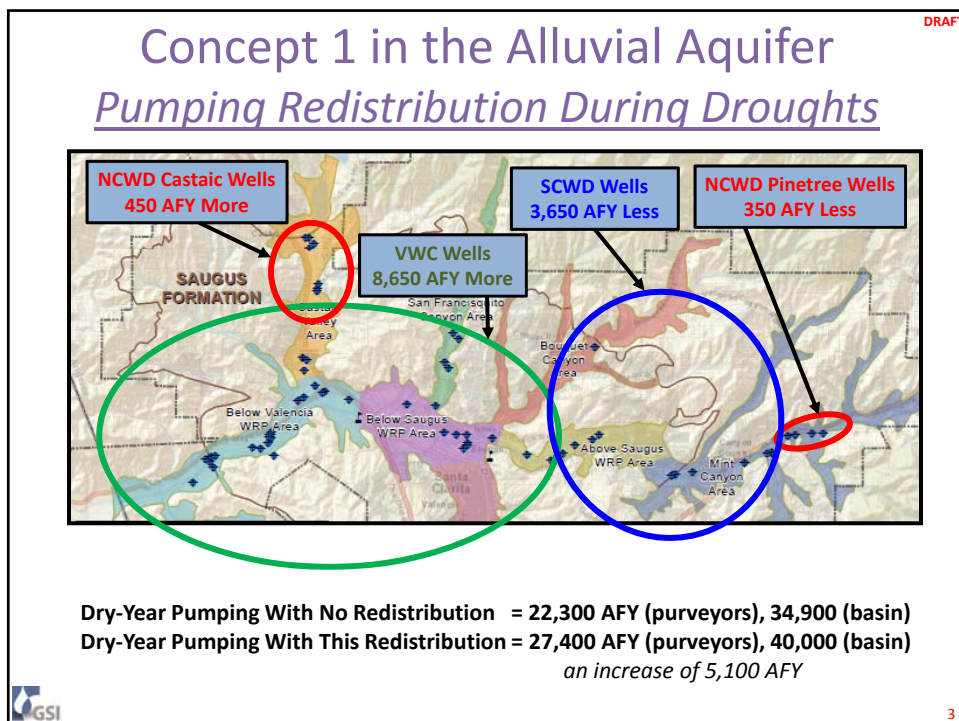 DRAFT
Concept 1 in the Alluvial Aquifer
Pumping Redistribution During Droughts
NCWD Castaic Wells
450 AFY More
SCWD Wells
3,650 AFY Less
NCWD Pinetree Wells
350 AFY Less
VWC Wells
8,650 AFY More
SAUGUS
FORMATION
Area
San Francisquito
Canyon Area
Bouquet
Canyon
Area
Below Valencia
WRP Area
Below Saugus
WRP Area
Above Saugus
WRP Area
Mint
Canyon
Area
Santa
Clarita
Dry-Year Pumping With No Redistribution = 22,300 AFY (purveyors), 34,900 (basin)
Dry-Year Pumping With This Redistribution = 27,400 AFY (purveyors), 40,000 (basin)
an increase of 5,100 AFY
GSI
3